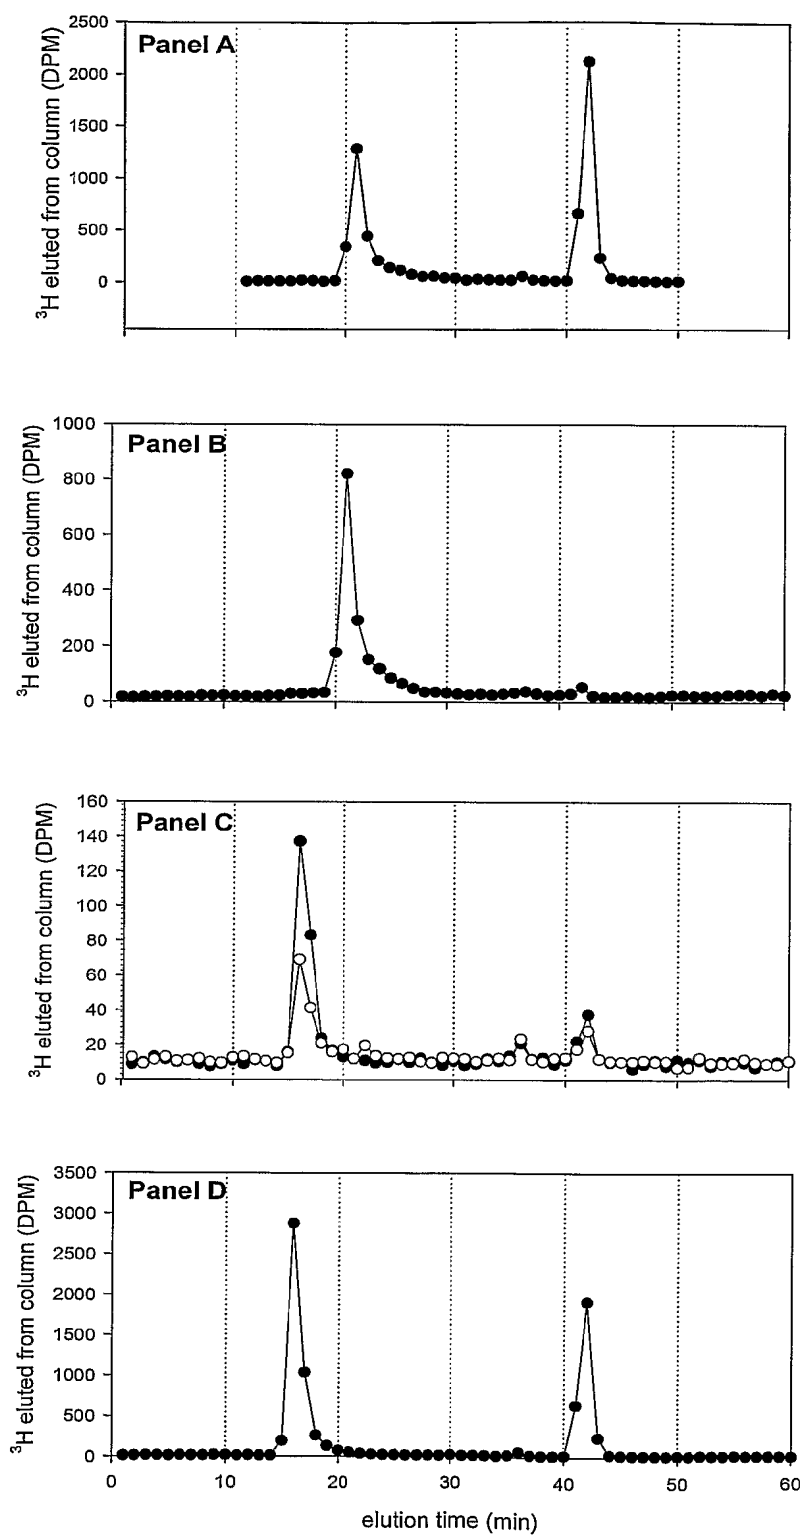 Panel A
³H eluted from column (DPM)
2500
2000
1500
1000
500
0
Panel B
³H eluted from column (DPM)
1000
800
600
400
200
0
Panel C
³H eluted from column (DPM)
160
140
120
100
80
60
40
20
0
Panel D
³H eluted from column (DPM)
3500
3000
2500
2000
1500
1000
500
0
0 10 20 30 40 50 60
elution time (min)